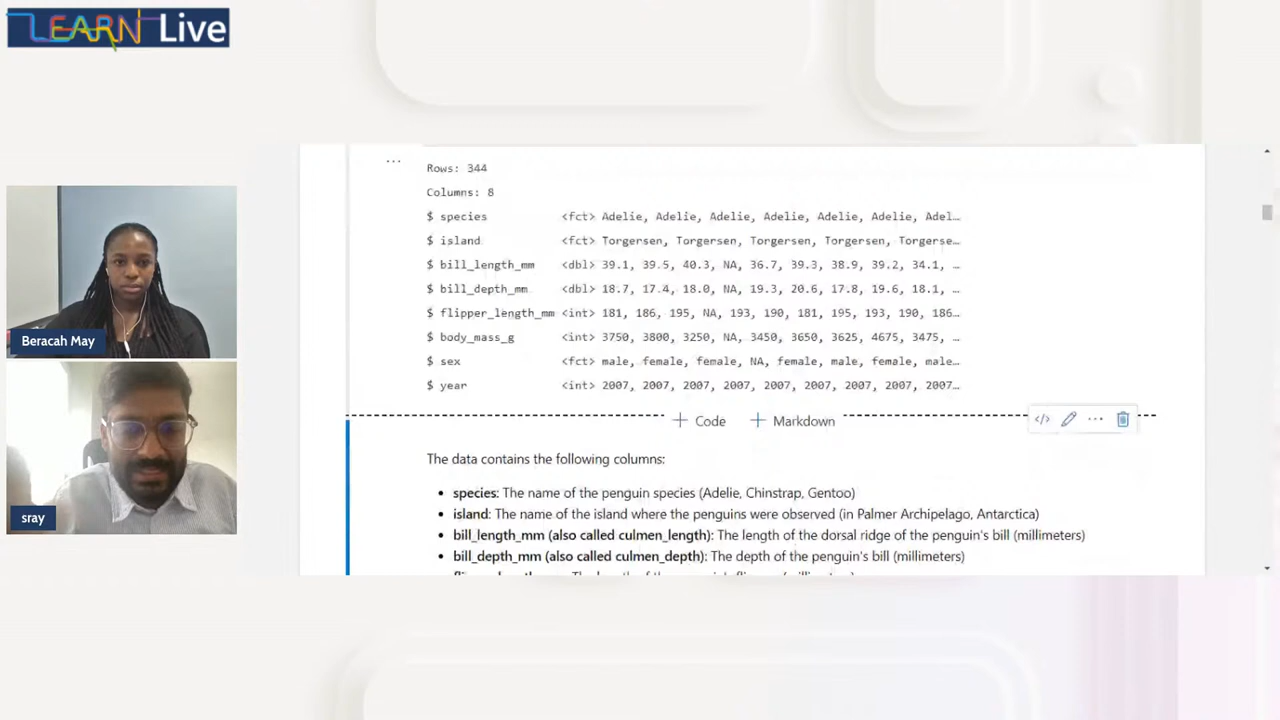 LEARN Live
...
Rows: 344
Columns: 8
$ species <fct> Adelie, Adelie, Adelie, Adelie, Adelie, Adelie, Adel…
$ island <fct> Torgersen, Torgersen, Torgersen, Torgersen, Torgerse…
$ bill_length_mm <dbl> 39.1, 39.5, 40.3, NA, 36.7, 39.3, 38.9, 39.2, 34.1, …
$ bill_depth_mm <dbl> 18.7, 17.4, 18.0, NA, 19.3, 20.6, 17.8, 19.6, 18.1, …
$ flipper_length_mm <int> 181, 186, 195, NA, 193, 190, 181, 195, 193, 190, 186…
$ body_mass_g <int> 3750, 3800, 3250, NA, 3450, 3650, 3625, 4675, 3475, …
$ sex <fct> male, female, female, NA, female, male, female, male…
$ year <int> 2007, 2007, 2007, 2007, 2007, 2007, 2007, 2007, 2007…
+ Code + Markdown
The data contains the following columns:
• species: The name of the penguin species (Adelie, Chinstrap, Gentoo)
• island: The name of the island where the penguins were observed (in Palmer Archipelago, Antarctica)
• bill_length_mm (also called culmen_length): The length of the dorsal ridge of the penguin's bill (millimeters)
• bill_depth_mm (also called culmen_depth): The depth of the penguin's bill (millimeters)
Beracah May
sray